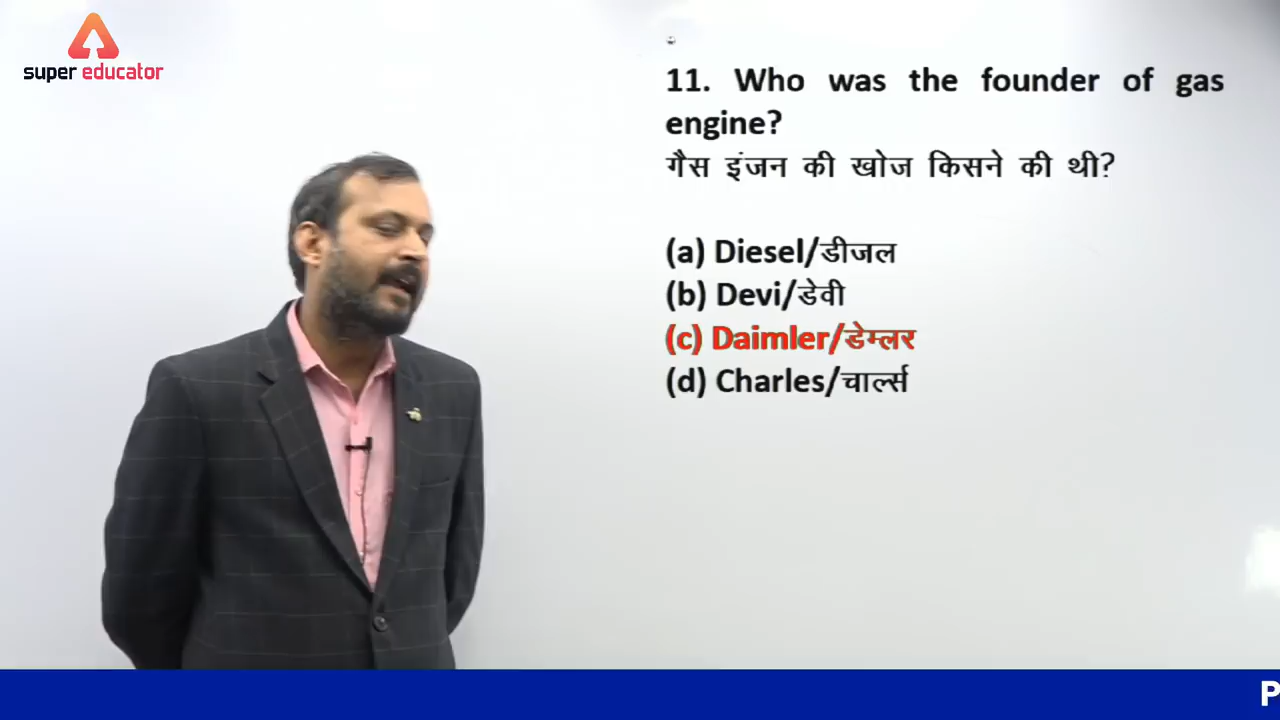 super educator
11. Who was the founder of gas
engine?
गैस इंजन की खोज किसने की थी?
(a) Diesel/डीजल
(b) Devi/डेवी
(c) Daimler/डेम्लर
(d) Charles/चार्ल्स
P